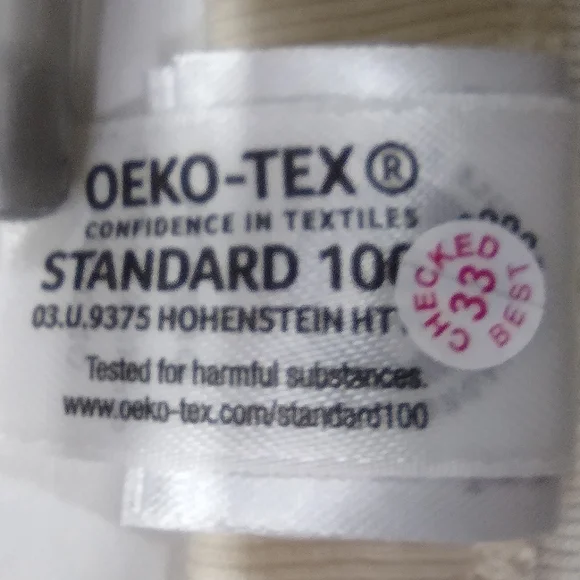 OEKO-TEX®
CONFIDENCE IN TEXTILES
STANDARD 100
03.U.9375 HOHENSTEIN HTTI
Tested for harmful substances.
www.oeko-tex.com/standard100
CHECKED
33
BEST